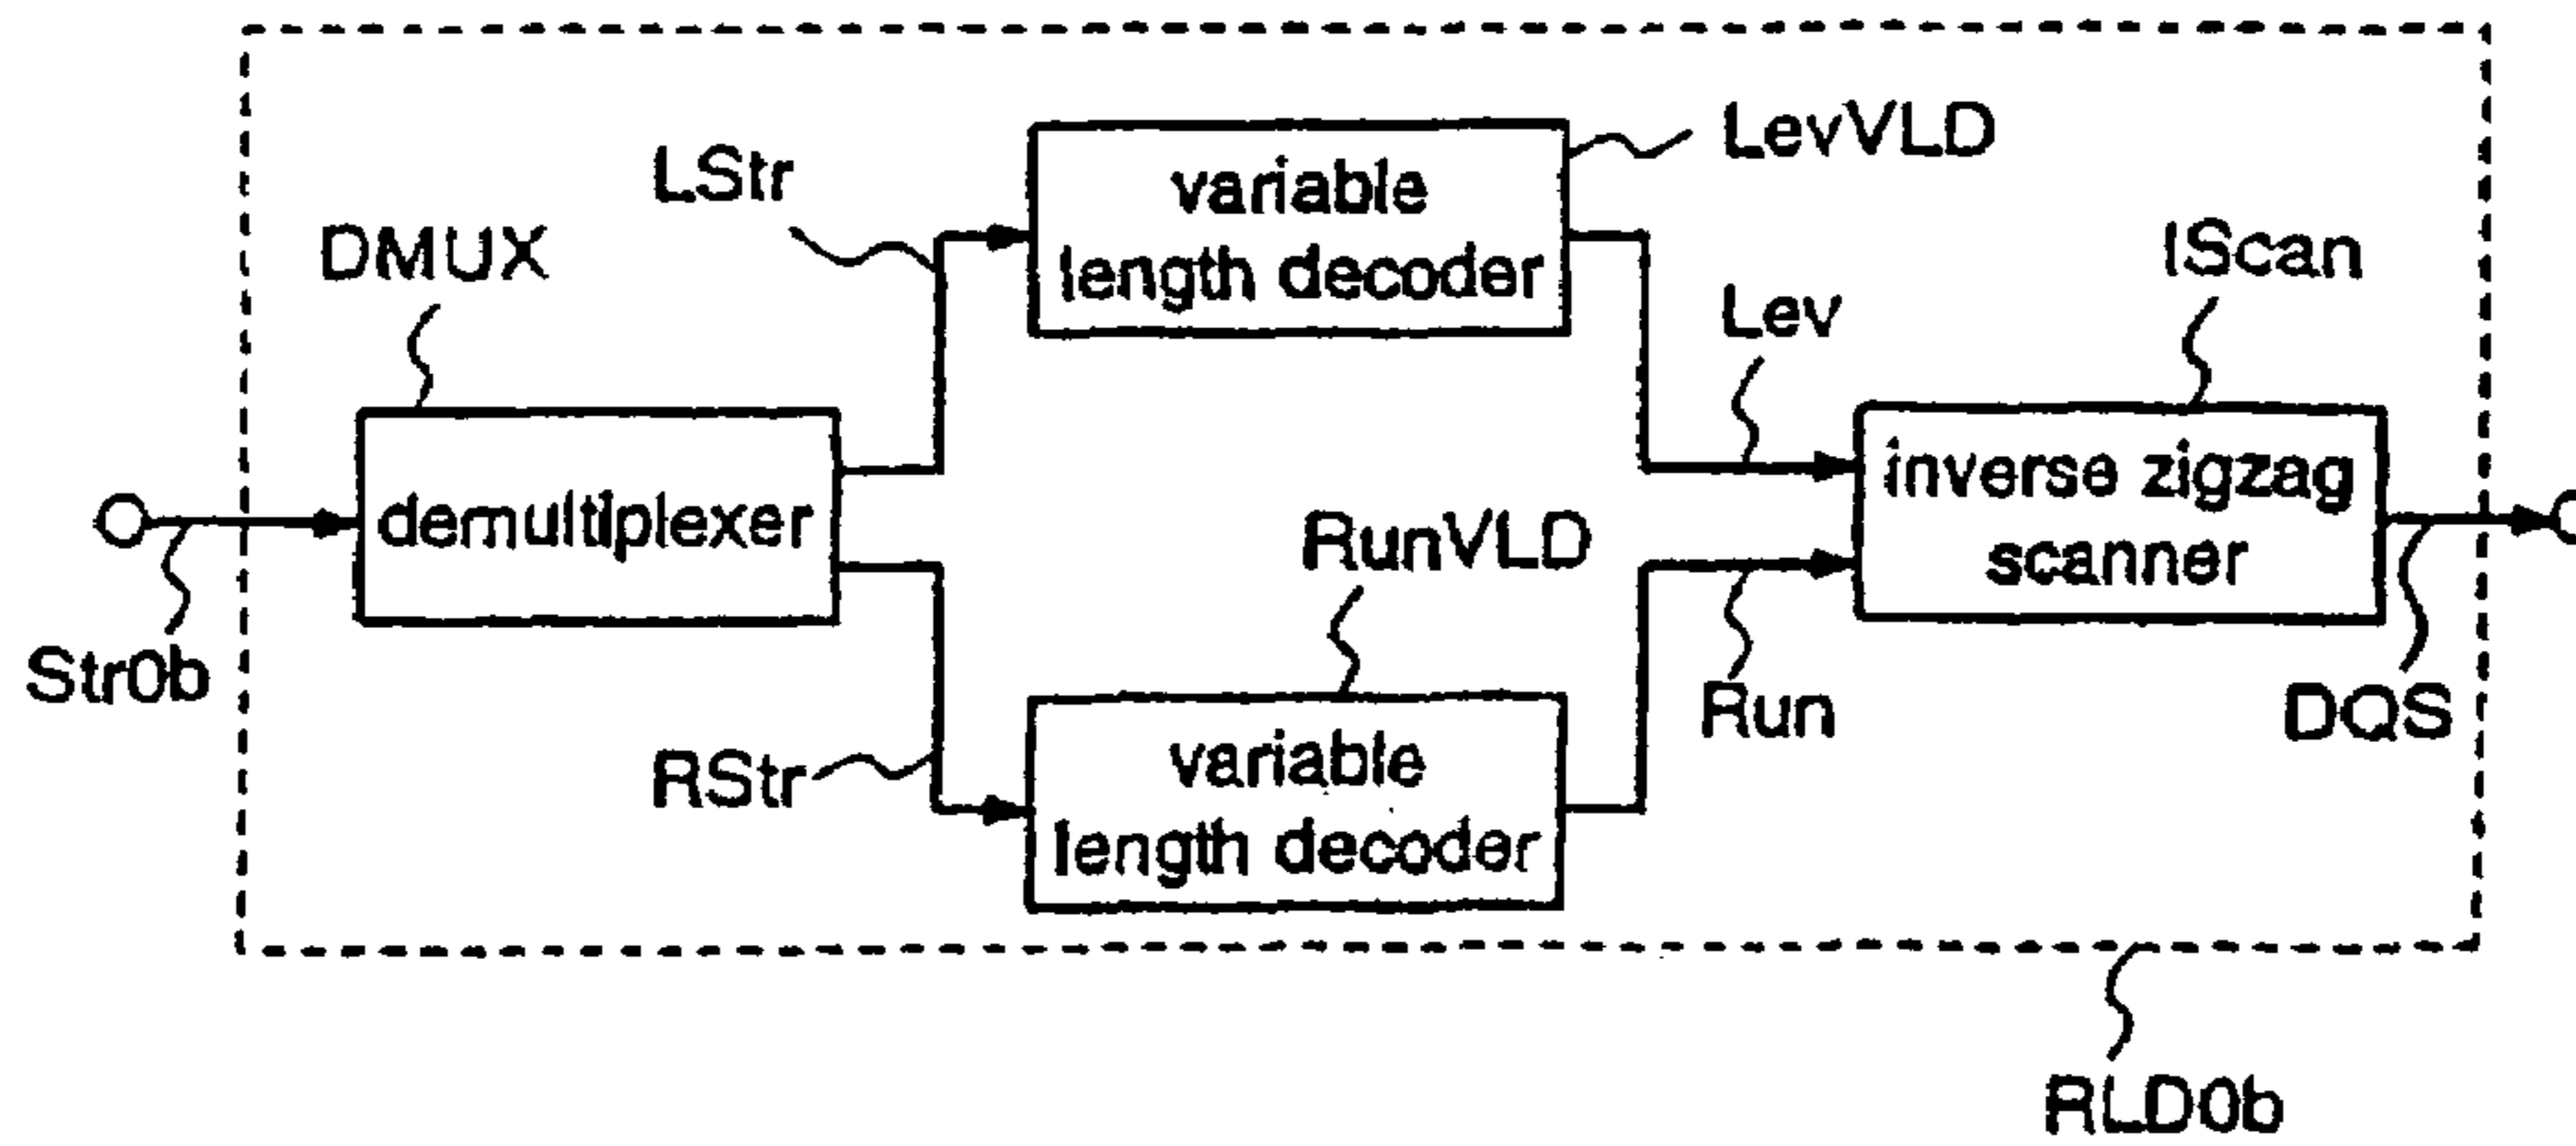 LevVLD
LStr
variable
length decoder
DMUX
IScan
Lev
demultiplexer
inverse zigzag
scanner
RunVLD
Str0b
Run
DQS
RStr
variable
length decoder
RLD0b